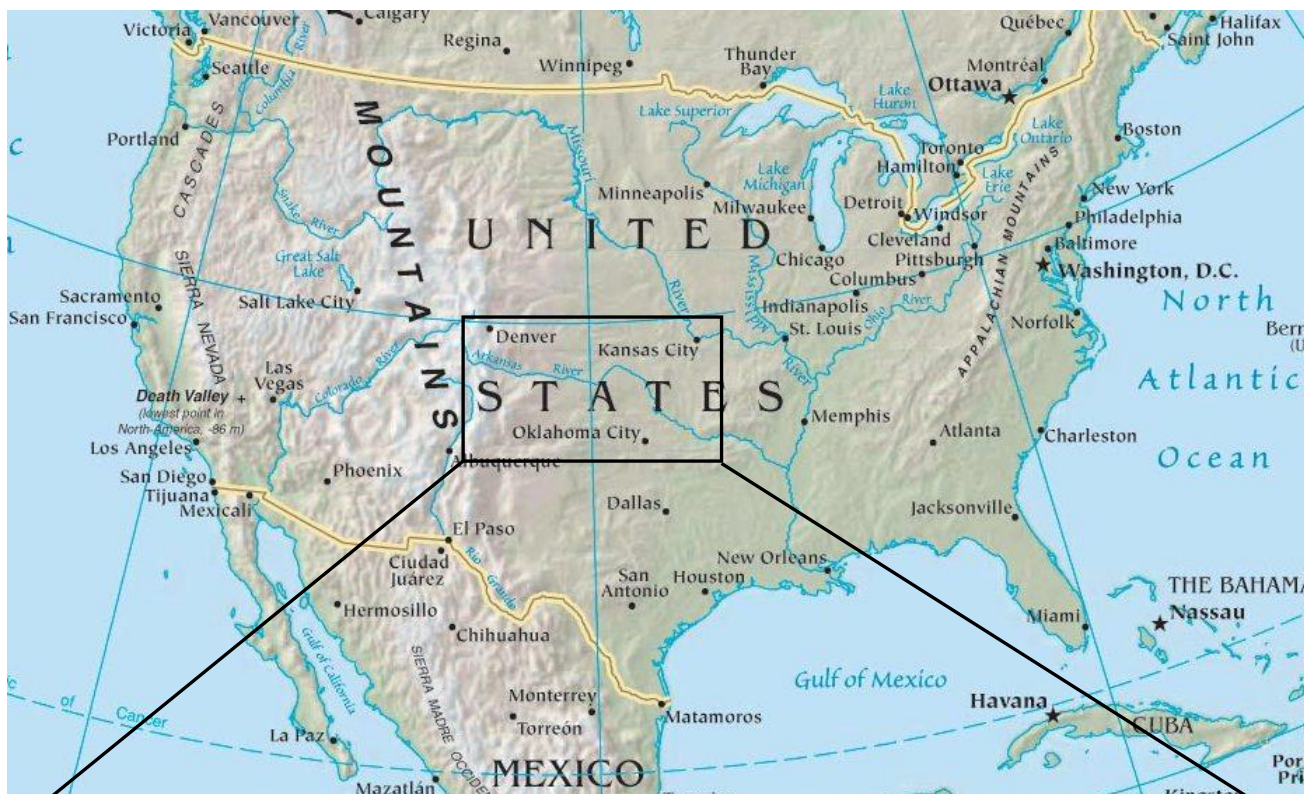 Calgary
Vancouver
Victoria
Regina
Winnipeg
Thunder
Bay
Québec
Halifax
Saint John
Montréal
Ottawa
Seattle
Columbia
River
Portland
CASCADES
MOUNTAINS
Missouri
Lake Superior
Lake
Huron
Lake
Ontario
Toronto
Hamilton
Boston
Lake
Michigan
Lake
Erie
Minneapolis
Milwaukee
Detroit
Windsor
New York
Philadelphia
Snake
River
UNITED
Cleveland
Pittsburgh
Baltimore
Washington, D.C.
APPALACHIAN MOUNTAINS
Great Salt
Lake
Salt Lake City
Chicago
Columbus
Indianapolis
Mississippi
River
St. Louis
Ohio
River
Norfolk
North
Atlantic
Ocean
Sacramento
San Francisco
SIERRA NEVADA
Denver
Kansas City
Arkansas
River
Las
Vegas
Colorado
River
Death Valley +
(lowest point in
North America, -86 m)
STATES
Oklahoma City
Memphis
Atlanta
Charleston
Los Angeles
Albuquerque
San Diego
Tijuana
Mexicali
Phoenix
Dallas
Jacksonville
El Paso
Ciudad
Juárez
Rio
Grande
New Orleans
San
Antonio
Houston
THE BAHAMA
Nassau
Miami
Hermosillo
Chihuahua
Gulf of California
SIERRA MADRE OCCIDE
Gulf of Mexico
Monterrey
Torreón
Matamoros
Havana
CUBA
of
Cancer
La Paz
Mazatlán
MEXICO